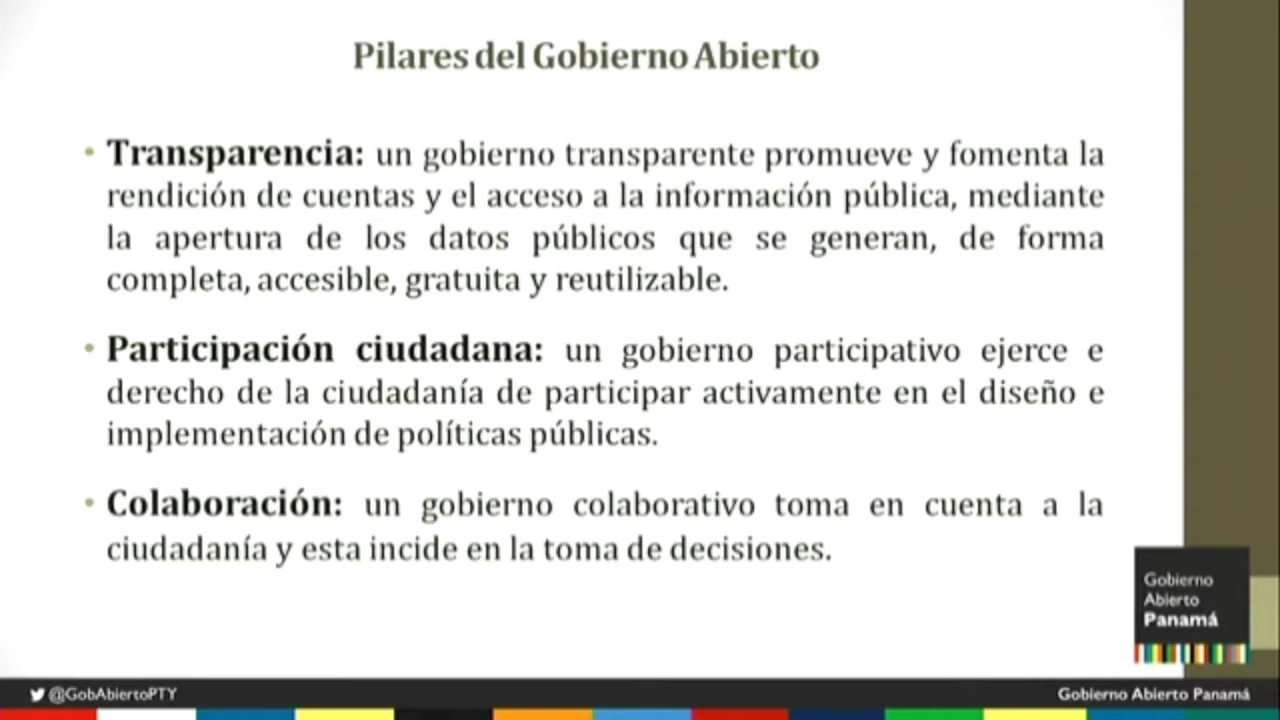 Pilares del Gobierno Abierto
• Transparencia: un gobierno transparente promueve y fomenta la
rendición de cuentas y el acceso a la información pública, mediante
la apertura de los datos públicos que se generan, de forma
completa, accesible, gratuita y reutilizable.
• Participación ciudadana: un gobierno participativo ejerce e
derecho de la ciudadanía de participar activamente en el diseño e
implementación de políticas públicas.
• Colaboración: un gobierno colaborativo toma en cuenta a la
ciudadanía y esta incide en la toma de decisiones.
Gobierno
Abierto
Panamá
@GobAbiertoPTY
Gobierno Abierto Panamá